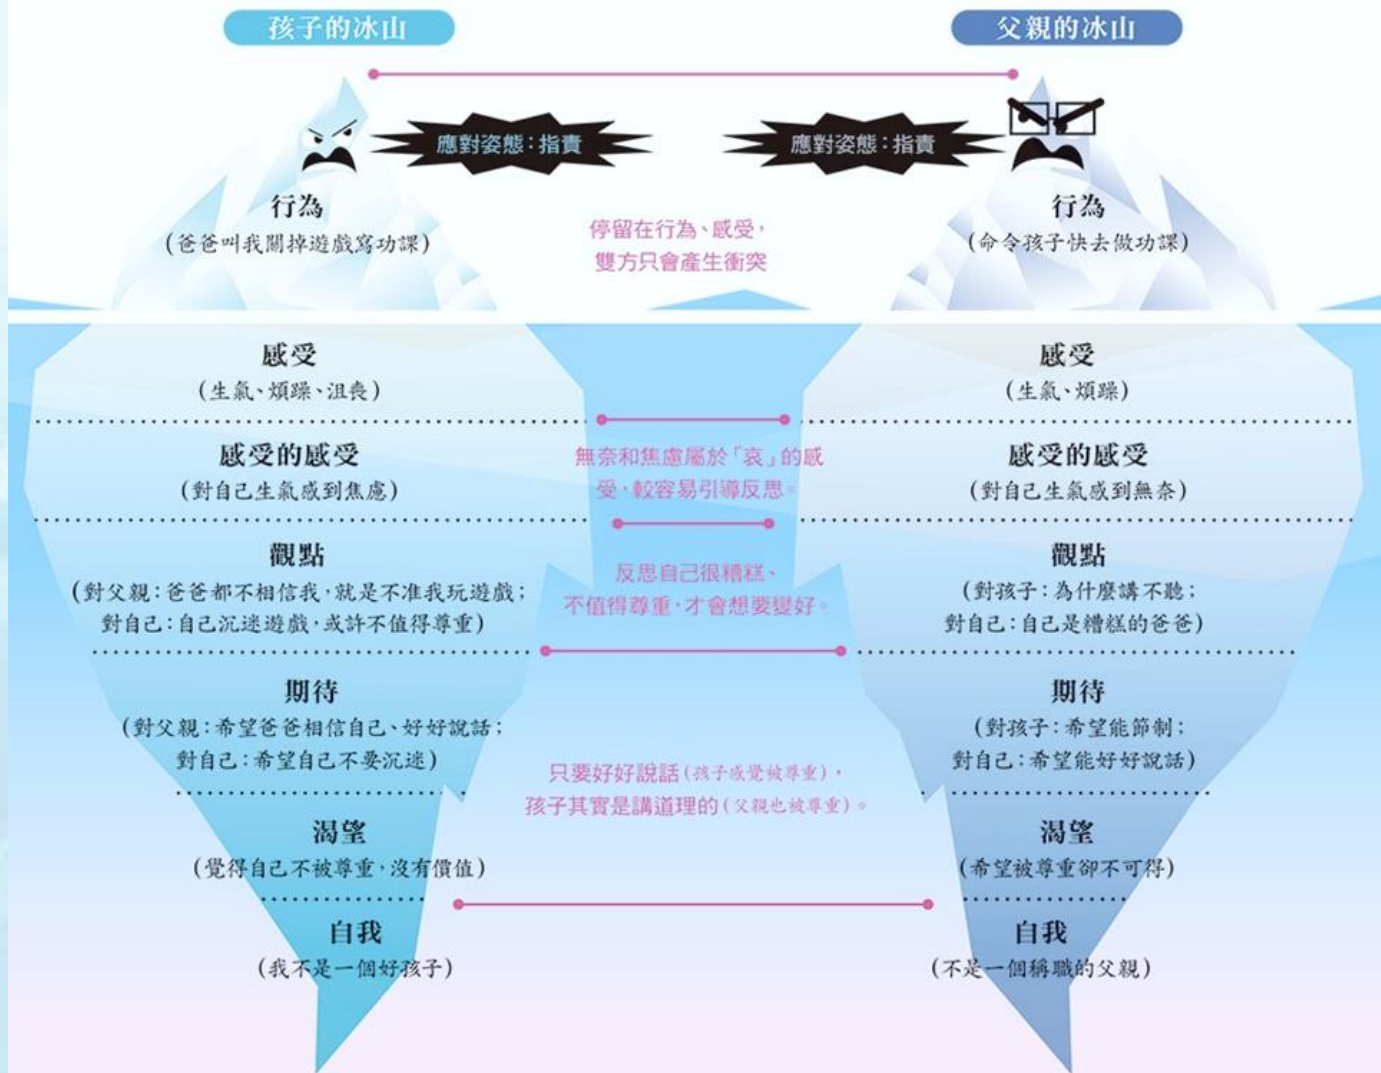 孩子的冰山
父親的冰山
應對姿態：指責
應對姿態：指責
行為
(爸爸叫我關掉遊戲寫功課)
停留在行為、感受，
雙方只會產生衝突
行為
(命令孩子快去做功課)
感受
(生氣、煩躁、沮喪)
感受
(生氣、煩躁)
感受的感受
(對自己生氣感到焦慮)
無奈和焦慮屬於「哀」的感
受，較容易引導反思。
感受的感受
(對自己生氣感到無奈)
觀點
(對父親：爸爸都不相信我，就是不准我玩遊戲；
對自己：自己沉迷遊戲，或許不值得尊重)
反思自己很糟糕、
不值得尊重，才會想要變好。
觀點
(對孩子：為什麼講不聽；
對自己：自己是糟糕的爸爸)
期待
(對父親：希望爸爸相信自己、好好說話；
對自己：希望自己不要沉迷)
期待
(對孩子：希望能節制；
對自己：希望能好好說話)
只要好好說話(孩子感覺被尊重)，
孩子其實是講道理的(父親也被尊重)。
渴望
(覺得自己不被尊重，沒有價值)
渴望
(希望被尊重卻不可得)
自我
(我不是一個好孩子)
自我
(不是一個稱職的父親)